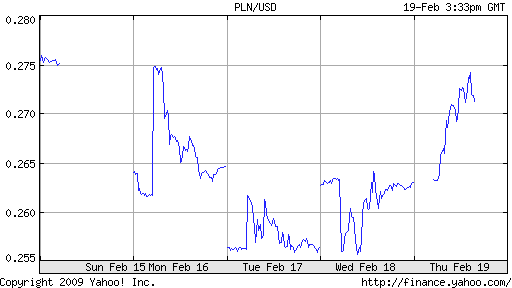 PLN/USD 19-Feb 3:33pm GMT
0.280
0.275
0.270
0.265
0.260
0.255
Sun Feb 15 Mon Feb 16 Tue Feb 17 Wed Feb 18 Thu Feb 19
Copyright 2009 Yahoo! Inc. http://finance.yahoo.com/